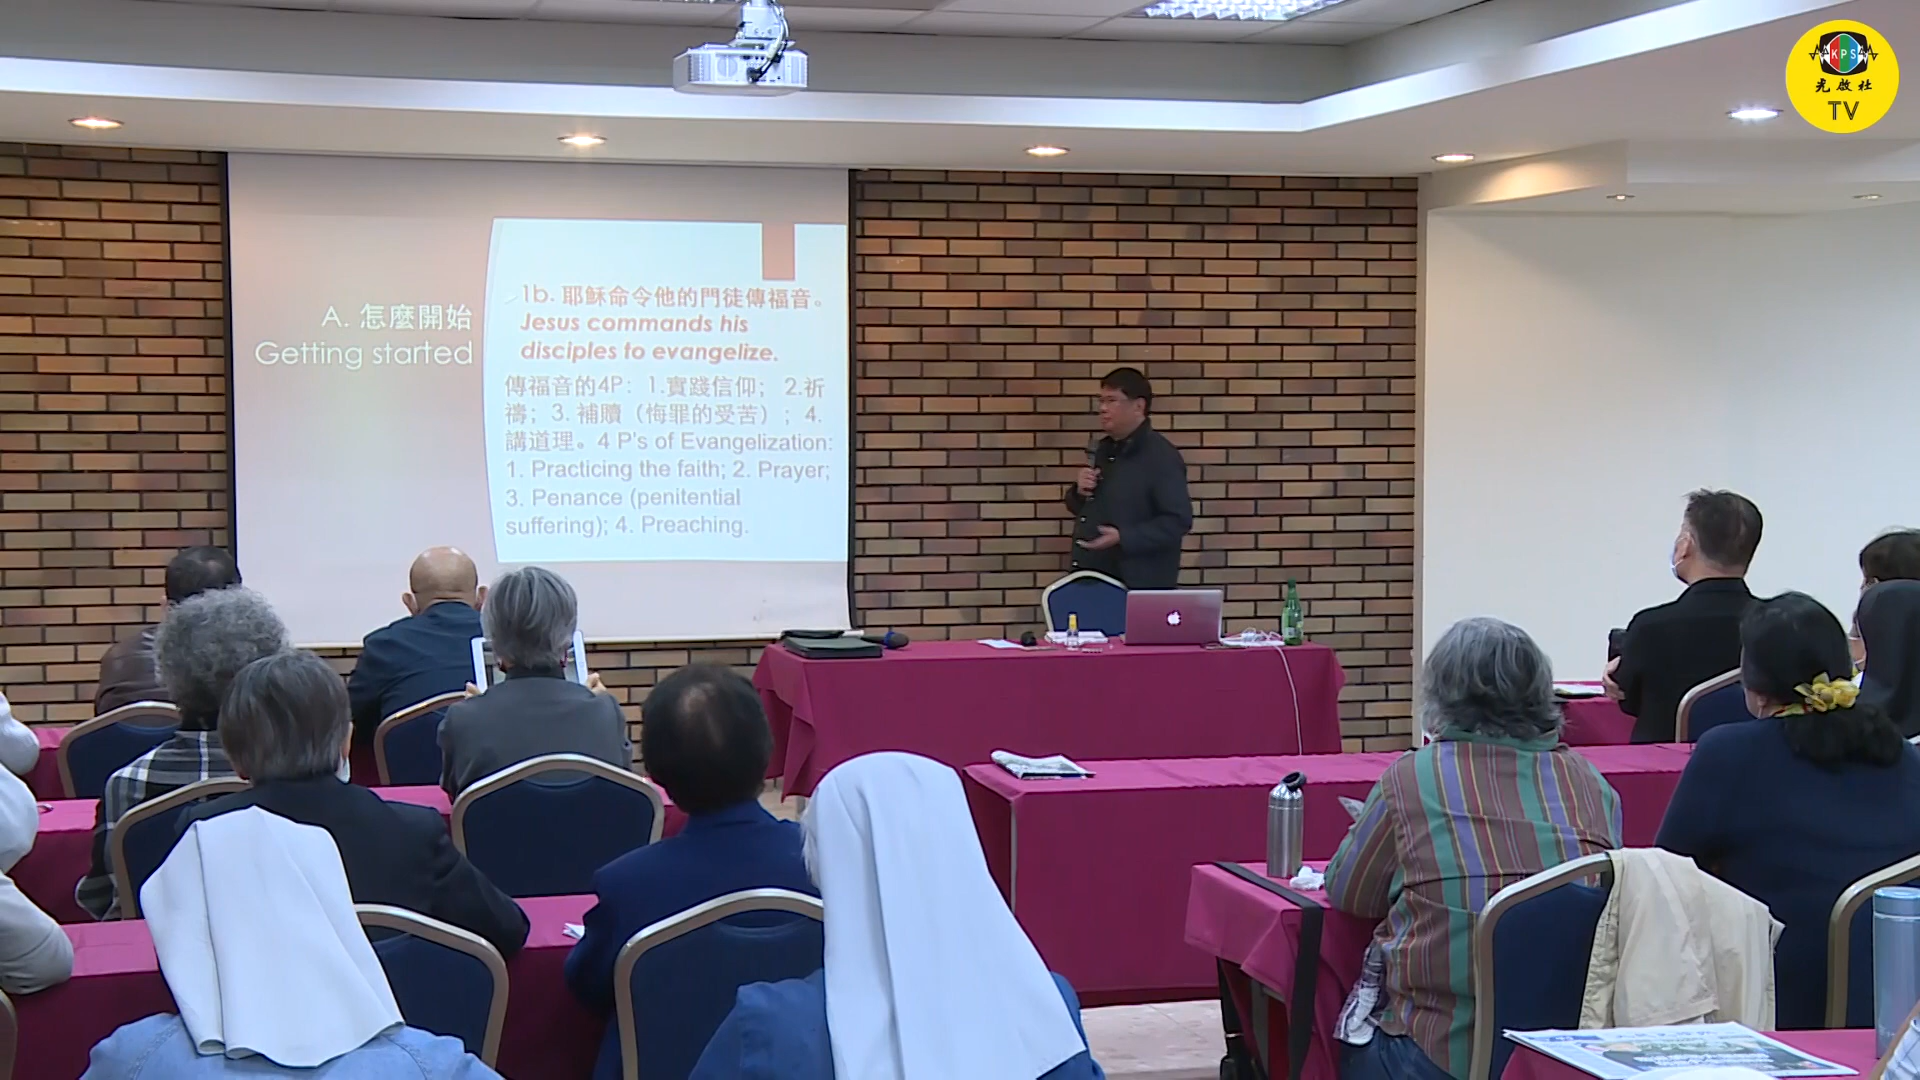 KPS
光啟社
TV
A. 怎麼開始
Getting started
1b. 耶穌命令他的門徒傳福音。
Jesus commands his
disciples to evangelize.
傳福音的4P：1.實踐信仰； 2.祈
禱；3. 補贖（悔罪的受苦）；4.
講道理。4 P's of Evangelization:
1. Practicing the faith; 2. Prayer;
3. Penance (penitential
suffering); 4. Preaching.